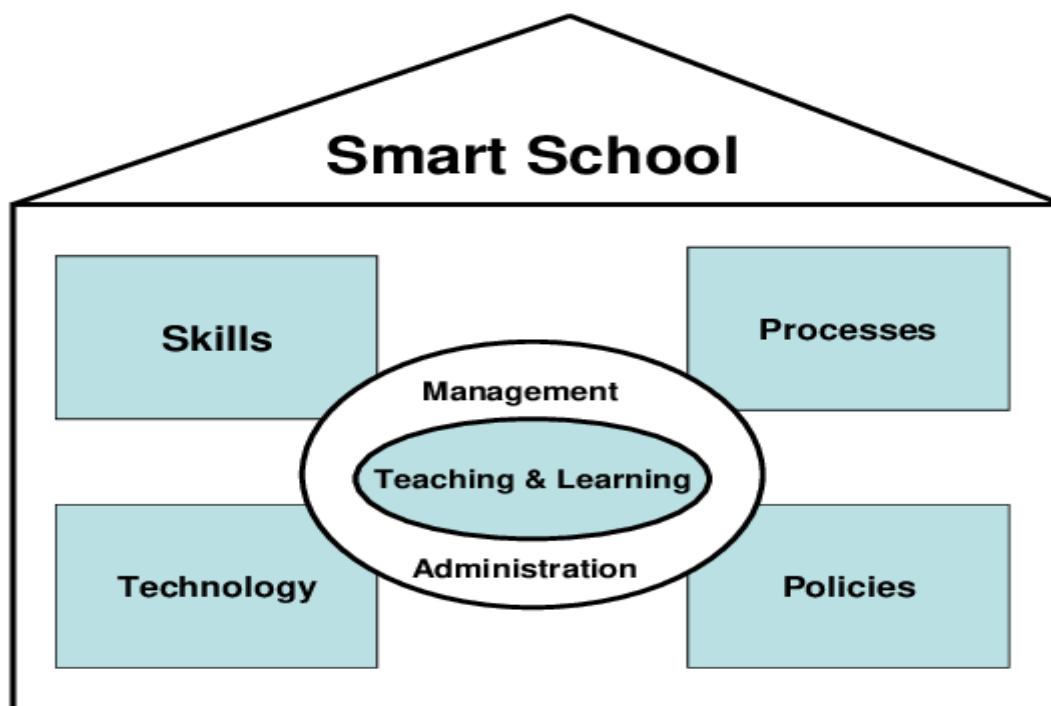 Smart School
Skills
Processes
Management
Teaching & Learning
Administration
Technology
Policies